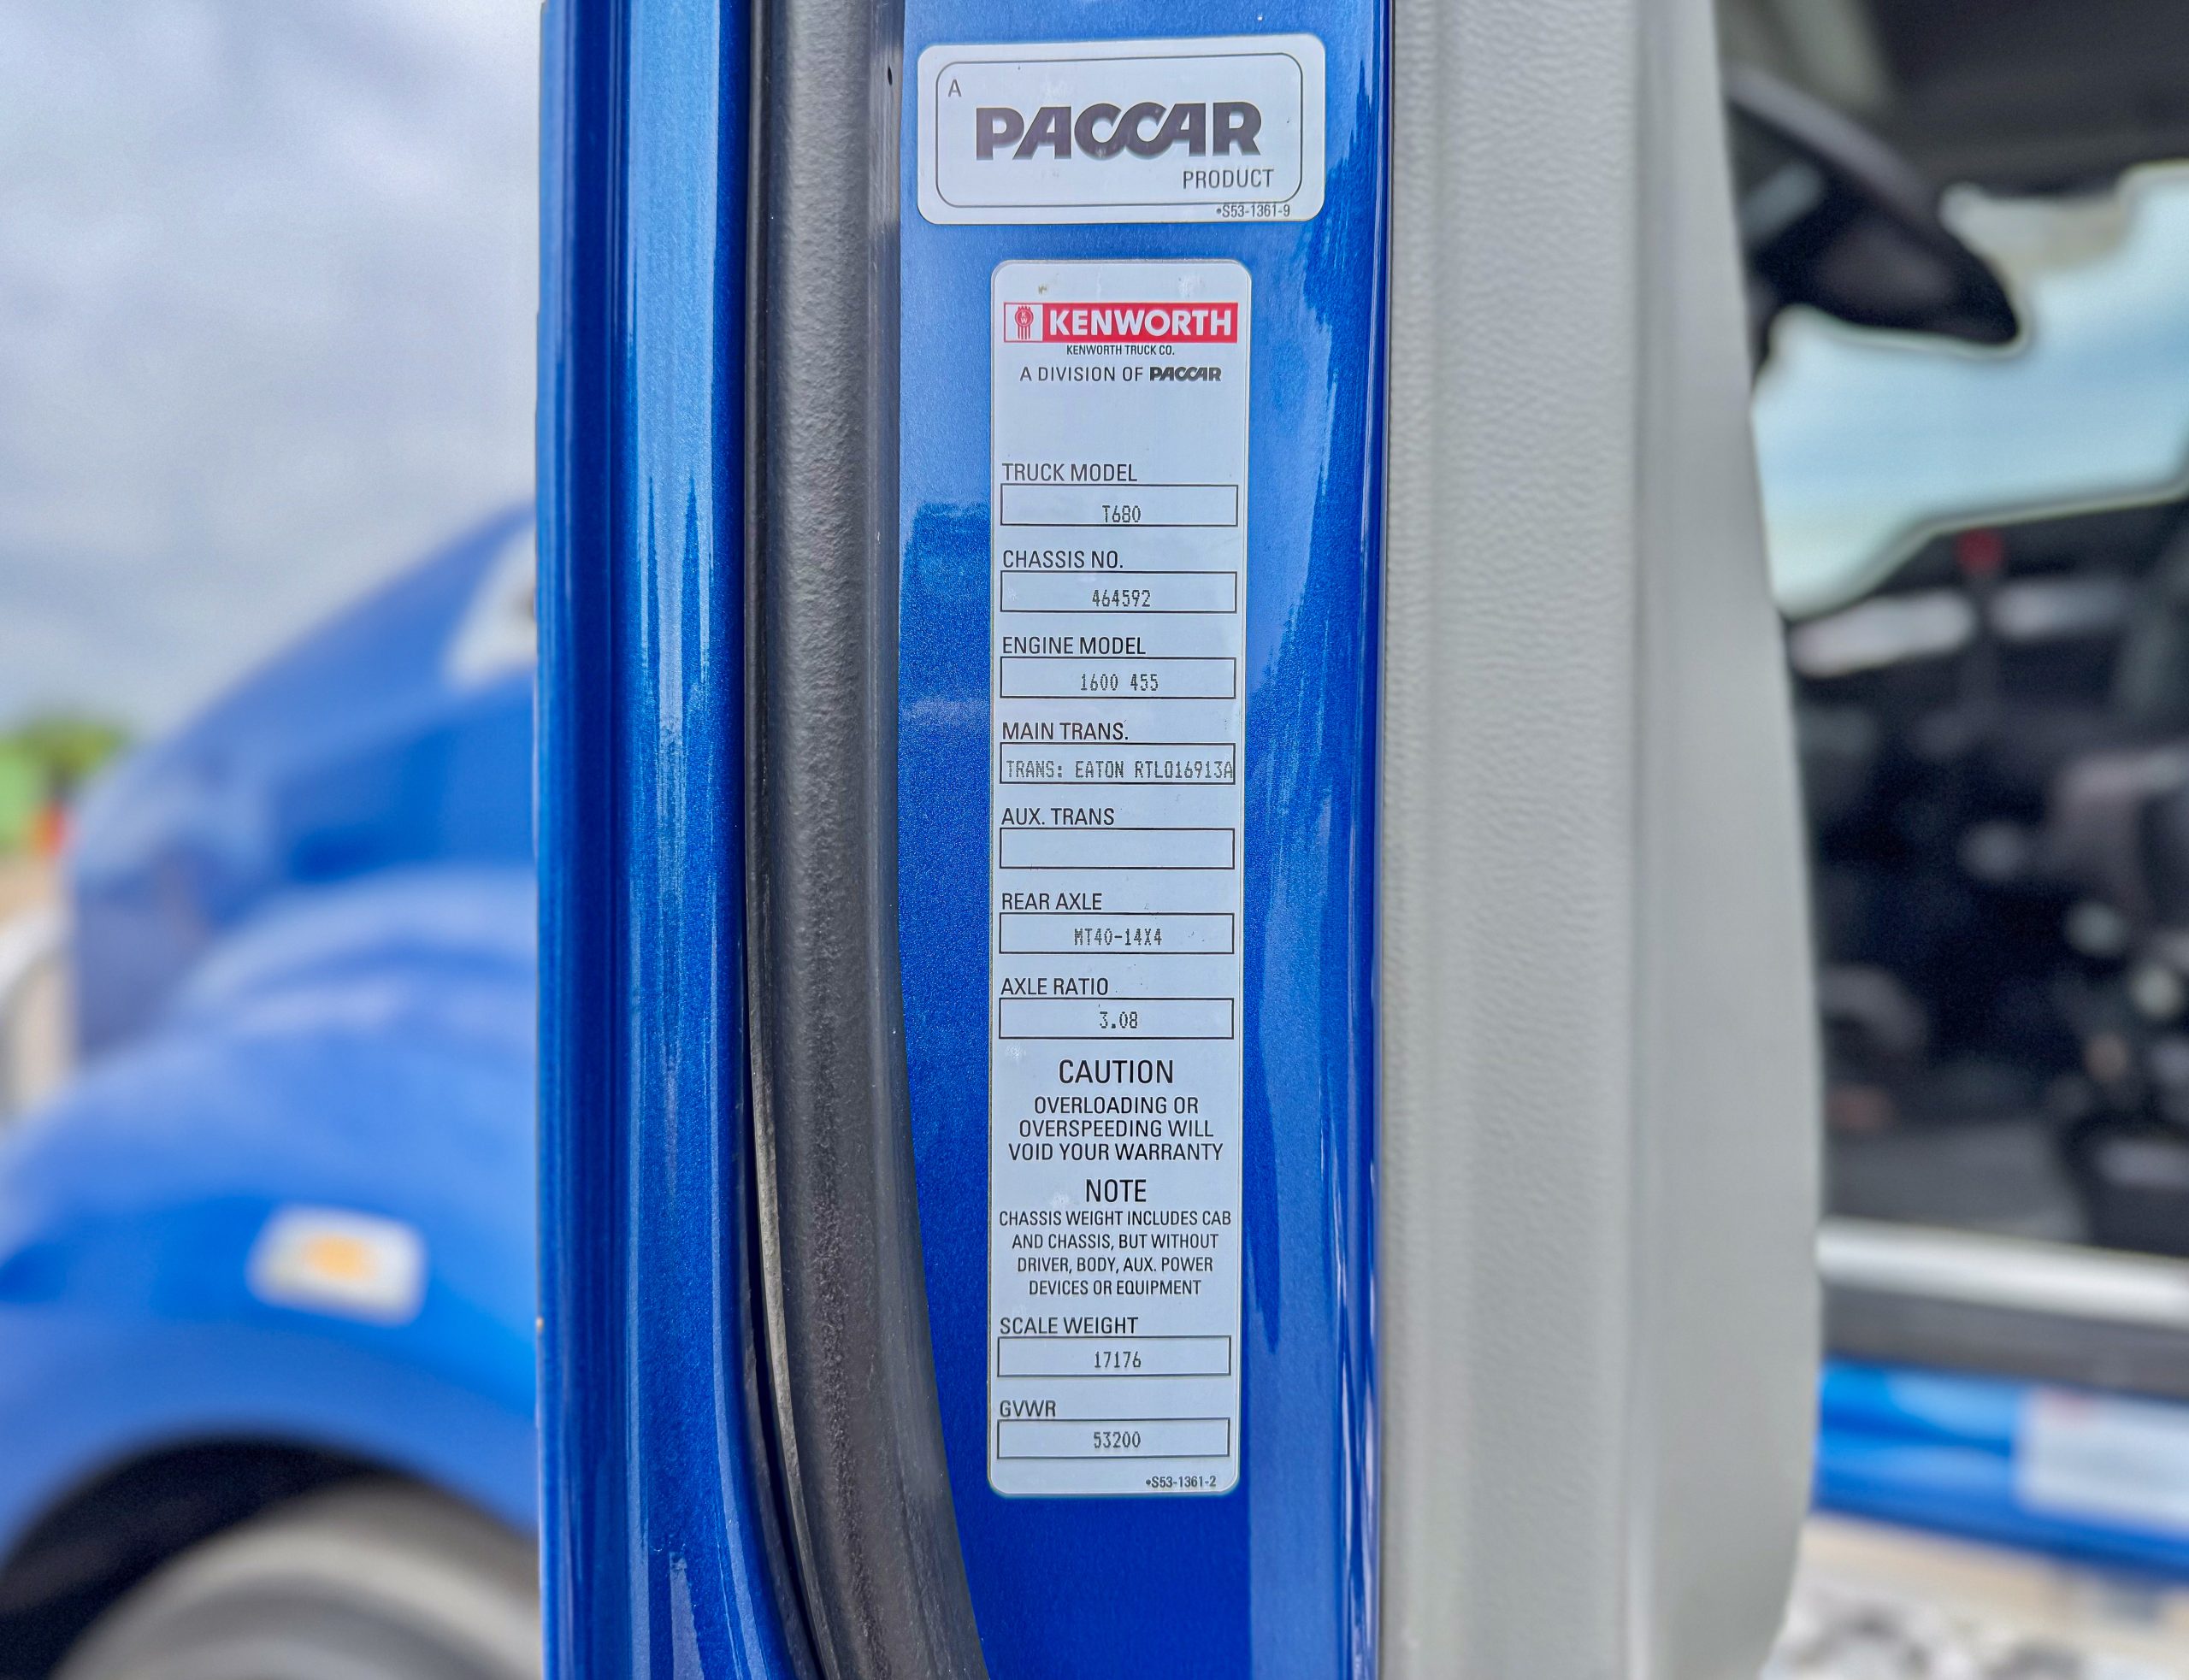 A
PACCAR
PRODUCT
•S53-1361-9
KENWORTH
KENWORTH TRUCK CO.
A DIVISION OF PACCAR
TRUCK MODEL
T680
CHASSIS NO.
464592
ENGINE MODEL
1600 455
MAIN TRANS.
TRANS: EATON RTLO16913A
AUX. TRANS
REAR AXLE
MT40-14X4
AXLE RATIO
3.08
CAUTION
OVERLOADING OR
OVERSPEEDING WILL
VOID YOUR WARRANTY
NOTE
CHASSIS WEIGHT INCLUDES CAB
AND CHASSIS, BUT WITHOUT
DRIVER, BODY, AUX. POWER
DEVICES OR EQUIPMENT
SCALE WEIGHT
17176
GVWR
53200
•S53-1361-2